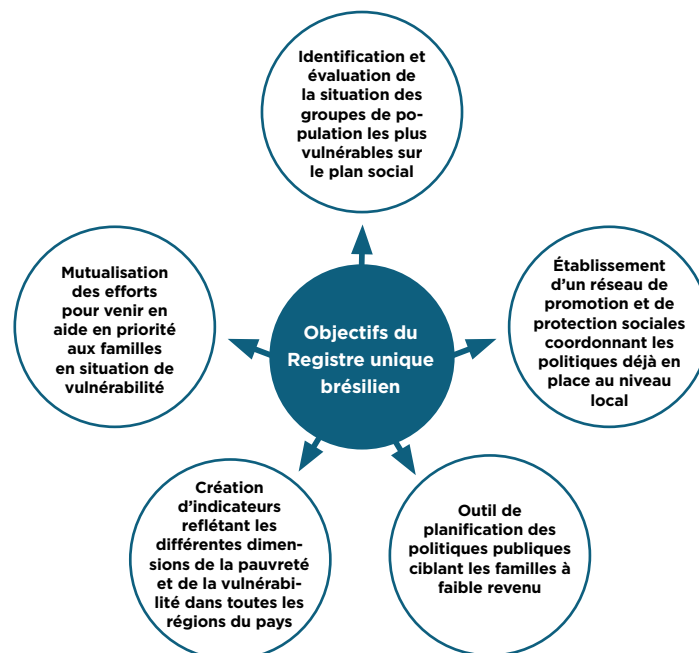 Identification et
évaluation de
la situation des
groupes de po-
pulation les plus
vulnérables sur
le plan social
Mutualisation
des efforts
pour venir en
aide en priorité
aux familles
en situation de
vulnérabilité
Objectifs du
Registre unique
brésilien
Établissement
d'un réseau de
promotion et de
protection sociales
coordonnant les
politiques déjà en
place au niveau
local
Création
d'indicateurs
reflétant les
différentes dimen-
sions de la pauvreté
et de la vulnérabi-
lité dans toutes les
régions du pays
Outil de
planification des
politiques publiques
ciblant les familles à
faible revenu